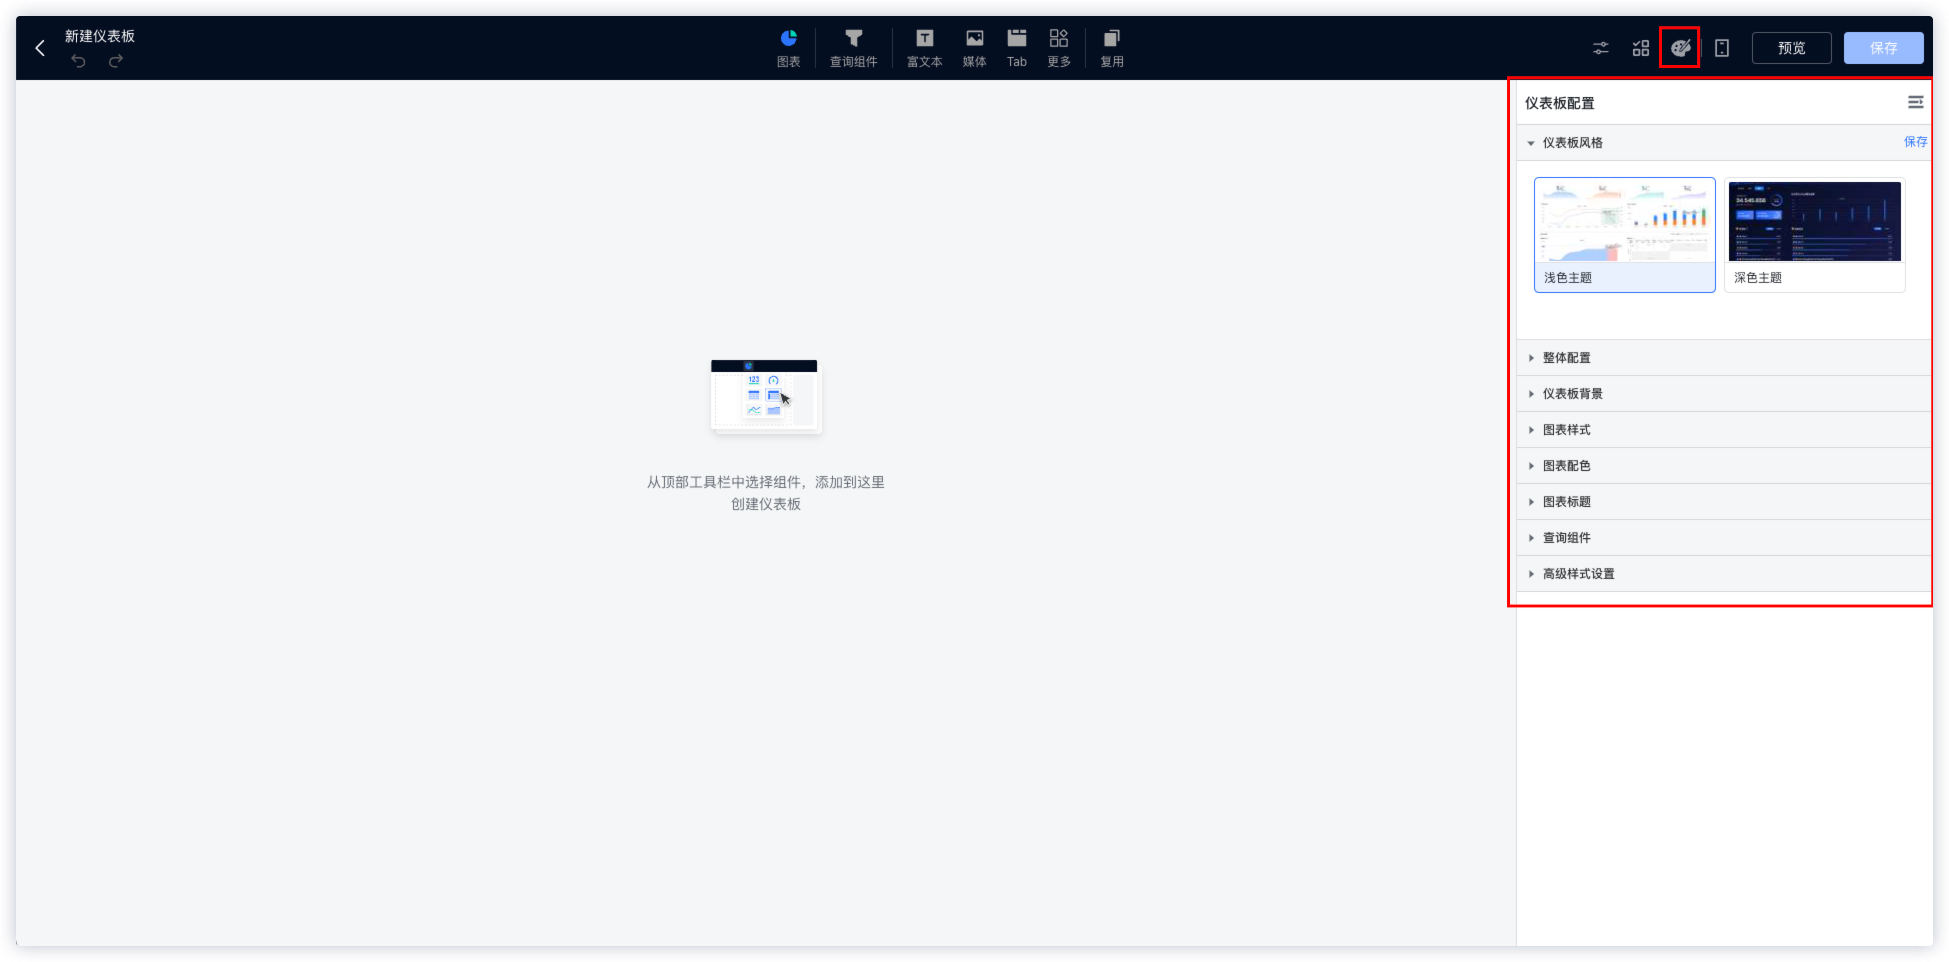 新建仪表板
图表
查询组件
富文本
媒体
Tab
更多
复用
预览
保存
仪表板配置
仪表板风格
保存
34,545,858
浅色主题
深色主题
整体配置
仪表板背景
图表样式
图表配色
图表标题
查询组件
高级样式设置
123
从顶部工具栏中选择组件，添加到这里
创建仪表板